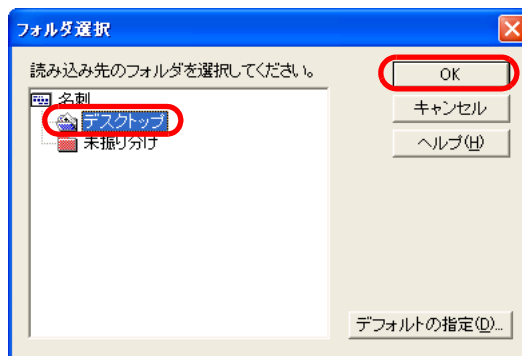 フォルダ選択
読み込み先のフォルダを選択してください。
OK
名刺
キャンセル
デスクトップ
未振り分け
ヘルプ(H)
デフォルトの指定(D)...